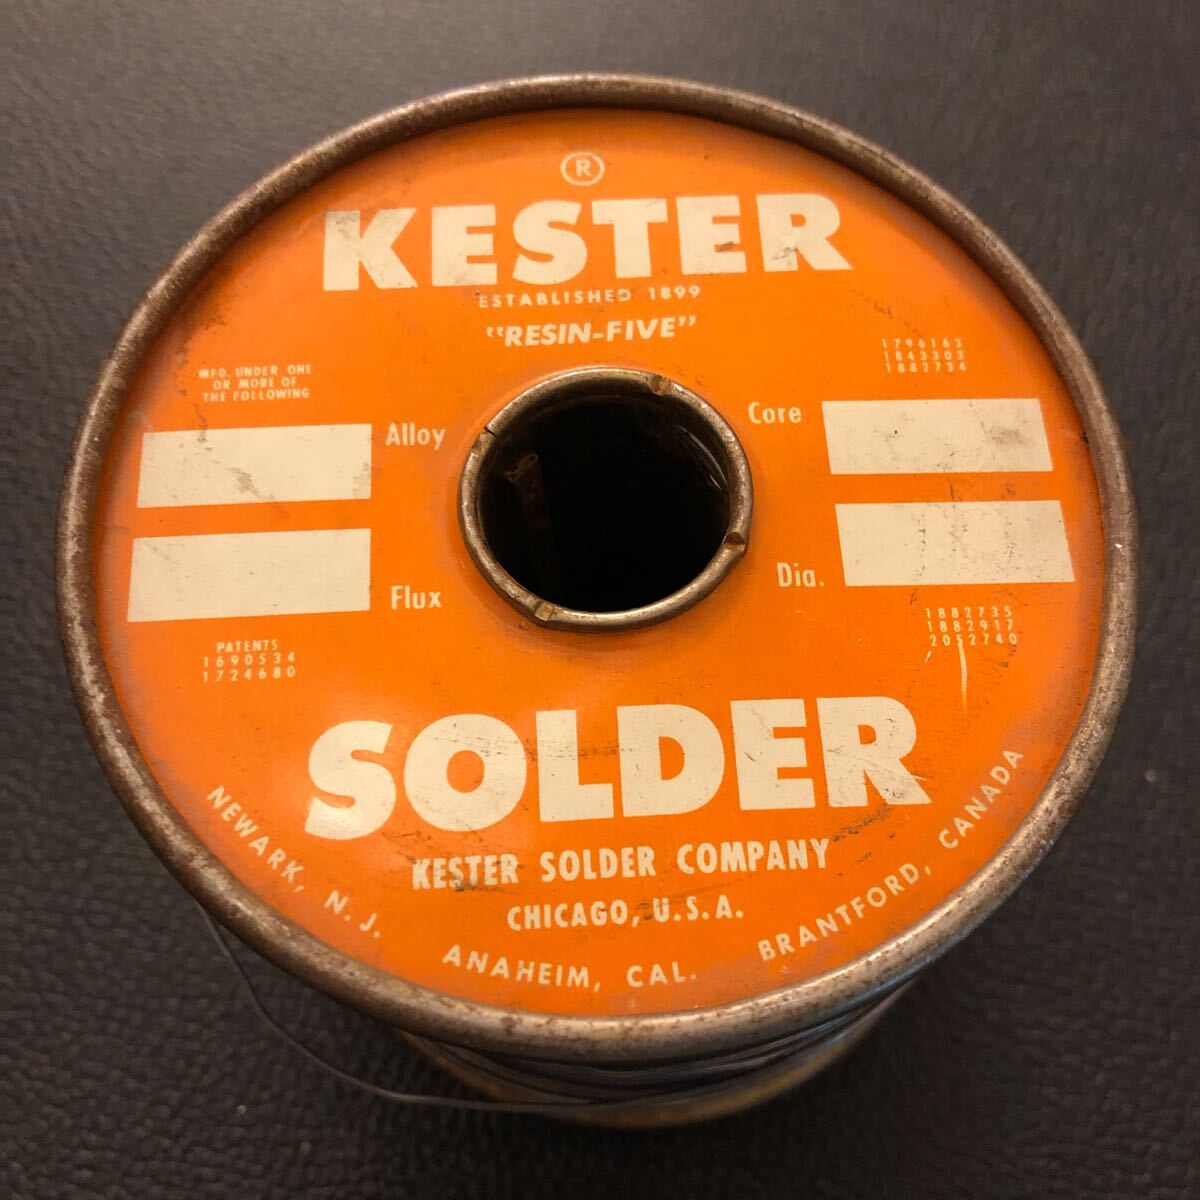 ®
KESTER
ESTABLISHED 1899
"RESIN-FIVE"
MFD. UNDER ONE
OR MORE OF
THE FOLLOWING
1796163
1843303
1882734
Alloy
Core
Flux
Dia.
PATENTS
1690534
1724680
1882735
1882917
2052740
SOLDER
KESTER SOLDER COMPANY
CHICAGO, U.S.A.
NEWARK, N.J.
ANAHEIM, CAL.
BRANTFORD, CANADA